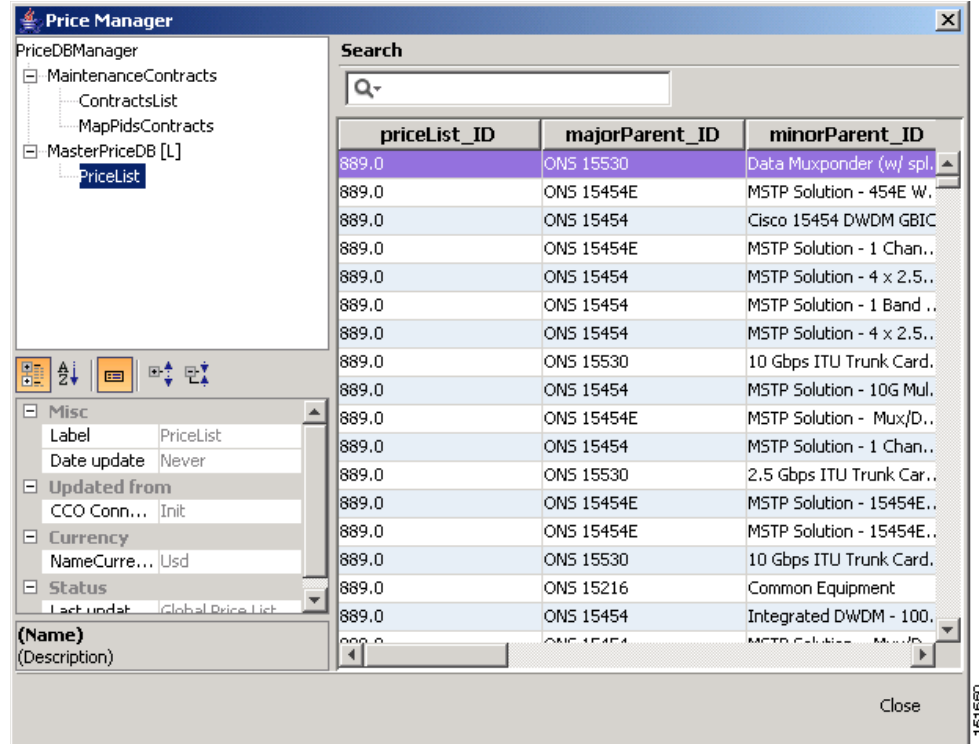 Price Manager
PriceDBManager
MaintenanceContracts
ContractsList
MapPidsContracts
MasterPriceDB [L]
PriceList
Misc
Label PriceList
Date update Never
Updated from
CCO Conn... Init
Currency
NameCurre... Usd
Status
Last updat... Global Price List
(Name)
(Description)
Search
priceList_ID majorParent_ID minorParent_ID
889.0 ONS 15530 Data Muxponder (w/ spl.
889.0 ONS 15454E MSTP Solution - 454E W.
889.0 ONS 15454 Cisco 15454 DWDM GBIC
889.0 ONS 15454E MSTP Solution - 1 Chan..
889.0 ONS 15454 MSTP Solution - 4 x 2.5..
889.0 ONS 15454 MSTP Solution - 1 Band ..
889.0 ONS 15454 MSTP Solution - 4 x 2.5..
889.0 ONS 15530 10 Gbps ITU Trunk Card.
889.0 ONS 15454 MSTP Solution - 10G Mul.
889.0 ONS 15454E MSTP Solution - Mux/D..
889.0 ONS 15454 MSTP Solution - 1 Chan..
889.0 ONS 15530 2.5 Gbps ITU Trunk Car..
889.0 ONS 15454E MSTP Solution - 15454E..
889.0 ONS 15454E MSTP Solution - 15454E..
889.0 ONS 15530 10 Gbps ITU Trunk Card.
889.0 ONS 15216 Common Equipment
889.0 ONS 15454 Integrated DWDM - 100.
Close